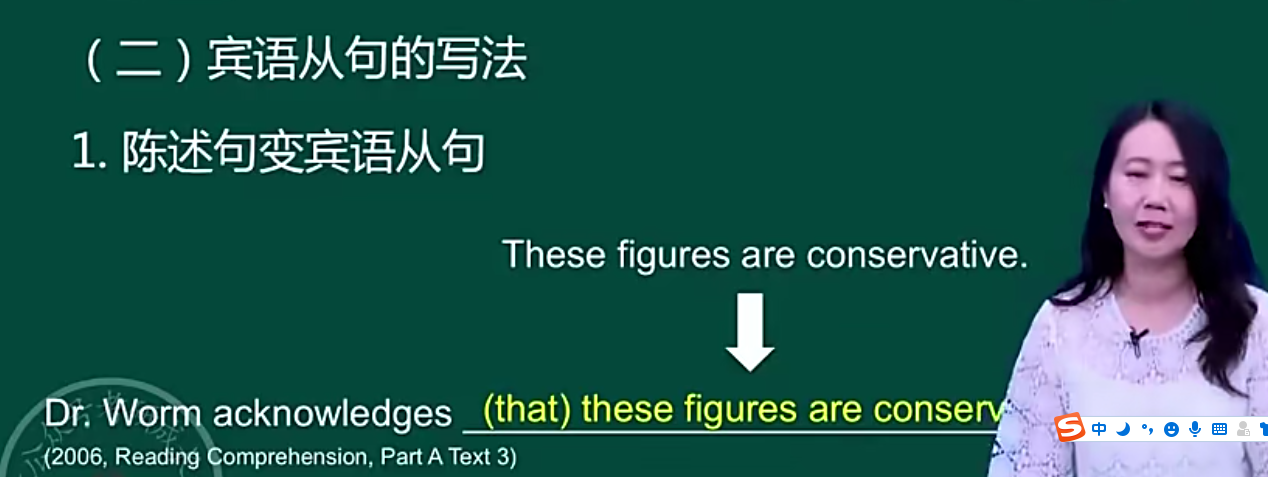 （二）宾语从句的写法
1. 陈述句变宾语从句
These figures are conservative.
Dr. Worm acknowledges (that) these figures are conserv
(2006, Reading Comprehension, Part A Text 3)
中